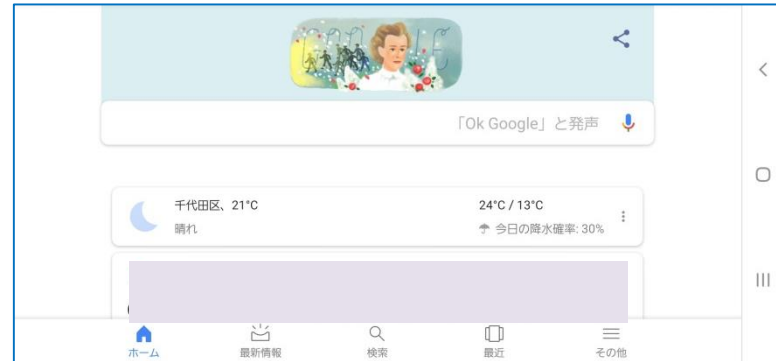 「Ok Google」と発声
千代田区、21°C
24°C / 13°C
晴れ
今日の降水確率: 30%
ホーム
最新情報
検索
最近
その他